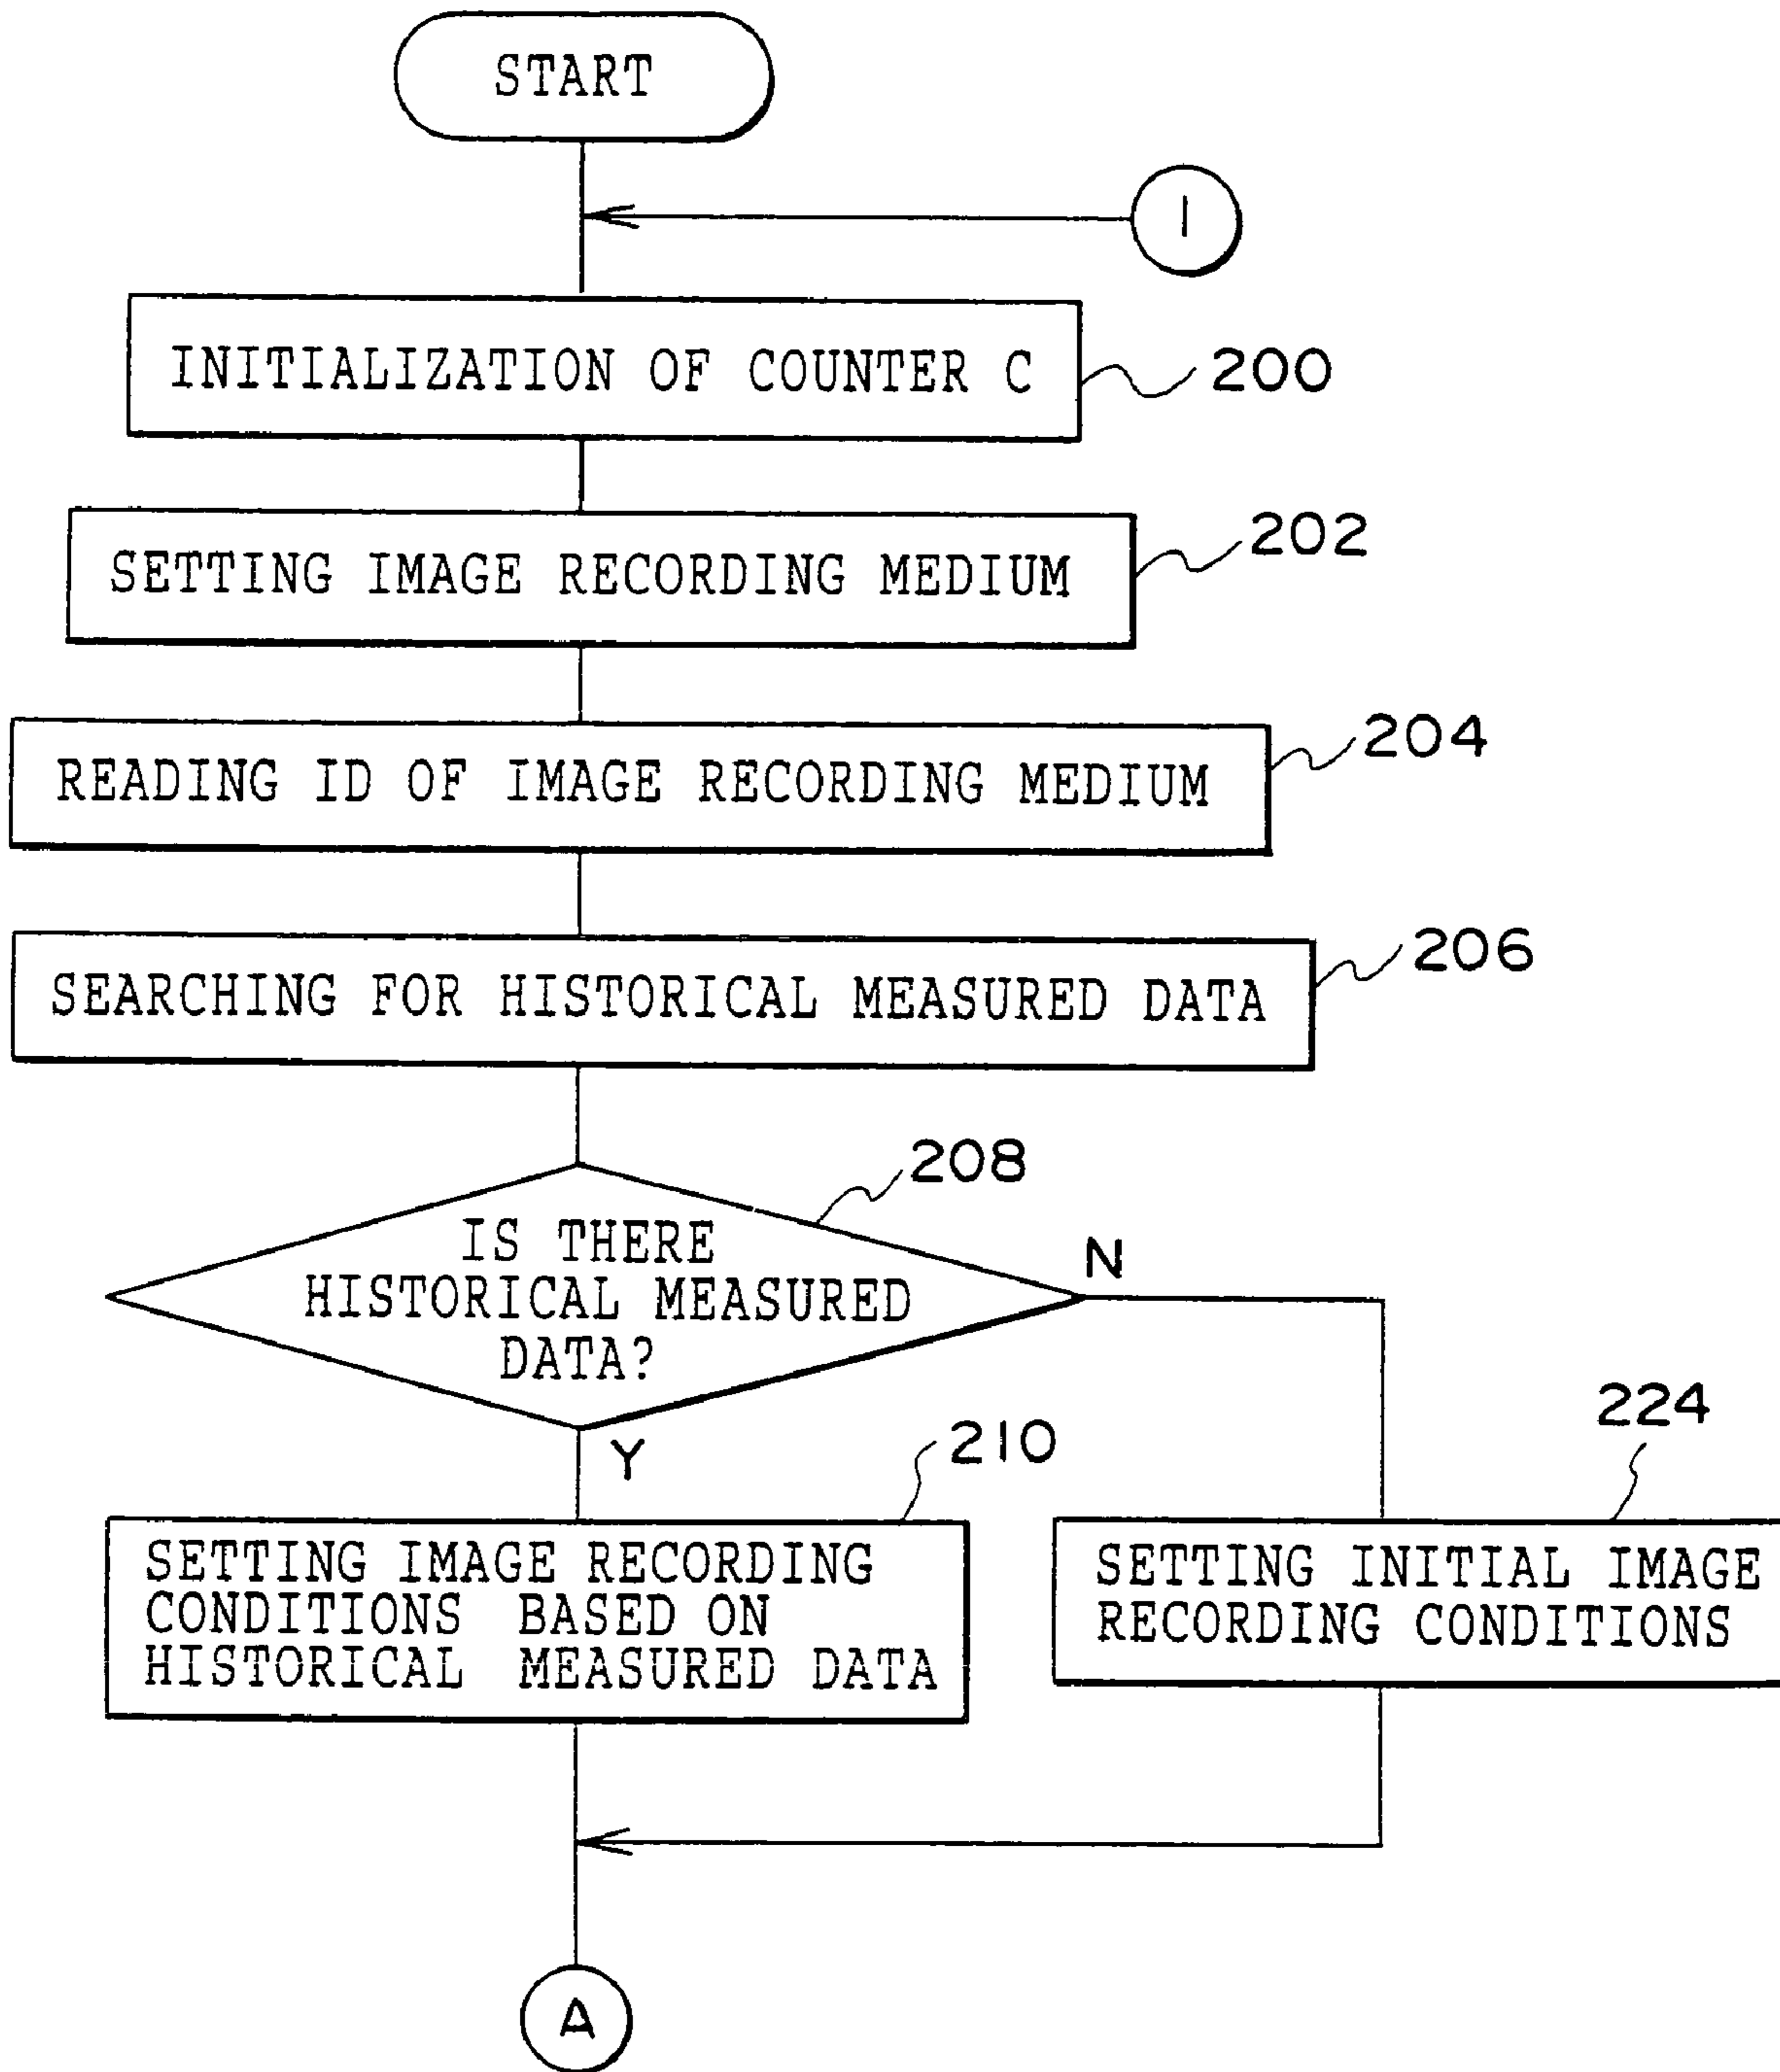 START
I
INITIALIZATION OF COUNTER C
200
SETTING IMAGE RECORDING MEDIUM
202
READING ID OF IMAGE RECORDING MEDIUM
204
SEARCHING FOR HISTORICAL MEASURED DATA
206
208
IS THERE
HISTORICAL MEASURED
DATA?
N
Y
210
224
SETTING IMAGE RECORDING
CONDITIONS BASED ON
HISTORICAL MEASURED DATA
SETTING INITIAL IMAGE
RECORDING CONDITIONS
A